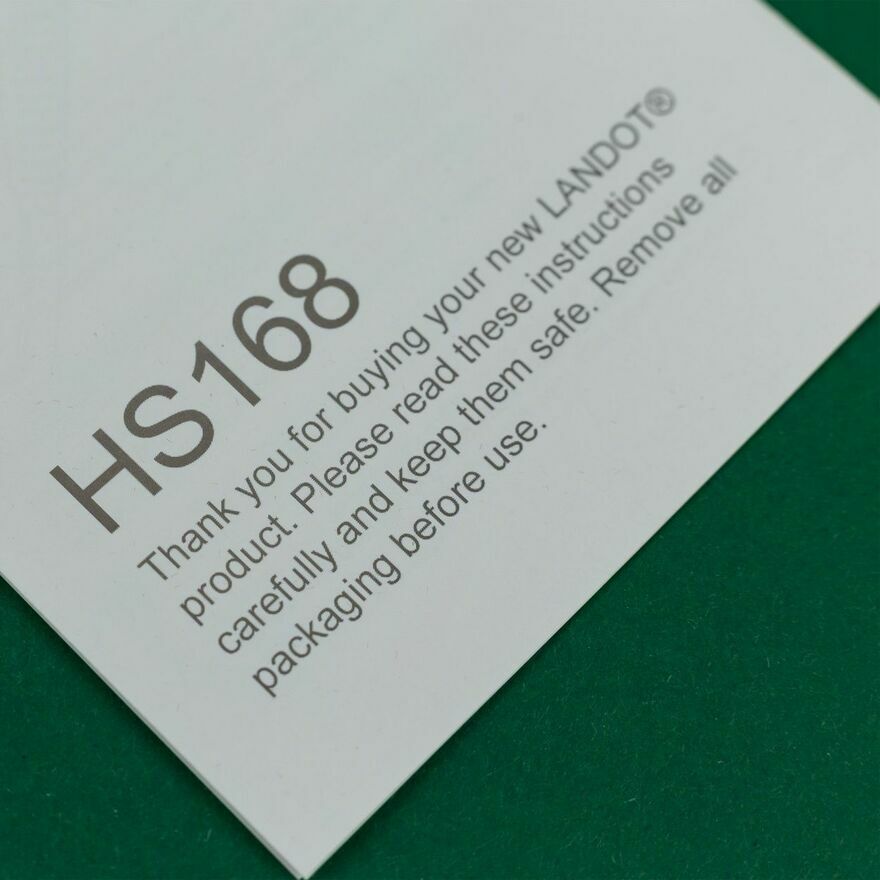 HS168
Thank you for buying your new LANDOT®
product. Please read these instructions
carefully and keep them safe. Remove all
packaging before use.